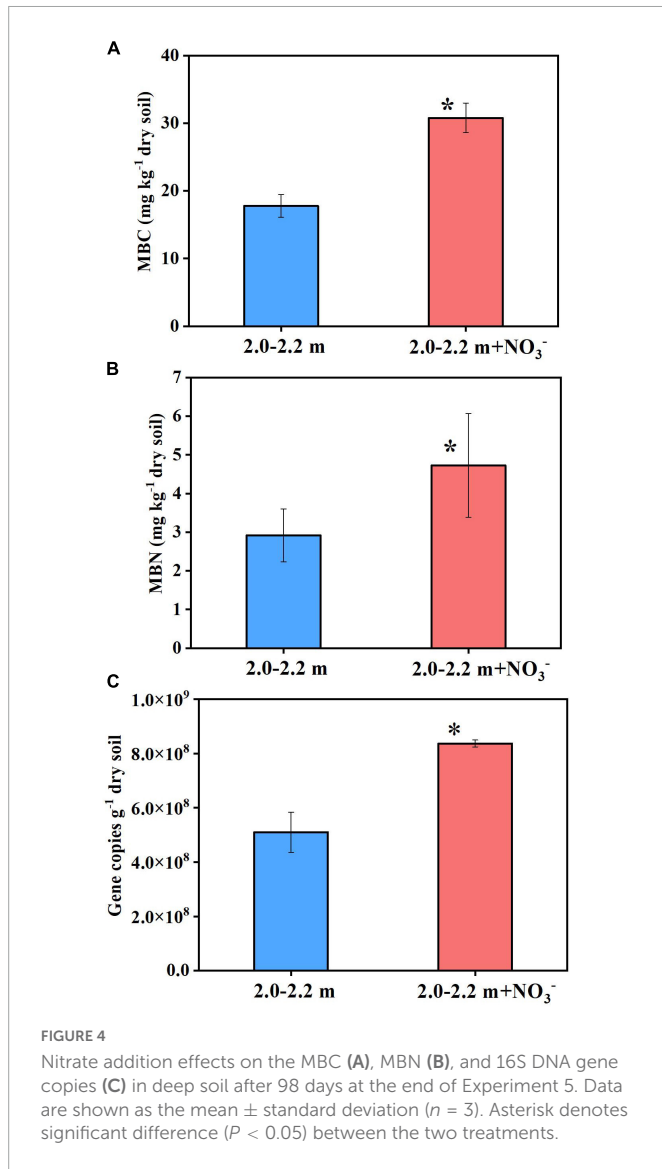 A
MBC (mg kg⁻¹ dry soil)
40
30
20
10
0
*
2.0-2.2 m
2.0-2.2 m+NO₃⁻
B
MBN (mg kg⁻¹ dry soil)
7
6
5
4
3
2
1
0
*
2.0-2.2 m
2.0-2.2 m+NO₃⁻
C
Gene copies g⁻¹ dry soil
1.0×10⁹
8.0×10⁸
6.0×10⁸
4.0×10⁸
2.0×10⁸
0.0
*
2.0-2.2 m
2.0-2.2 m+NO₃⁻
FIGURE 4
Nitrate addition effects on the MBC (A), MBN (B), and 16S DNA gene
copies (C) in deep soil after 98 days at the end of Experiment 5. Data
are shown as the mean ± standard deviation (n = 3). Asterisk denotes
significant difference (P < 0.05) between the two treatments.